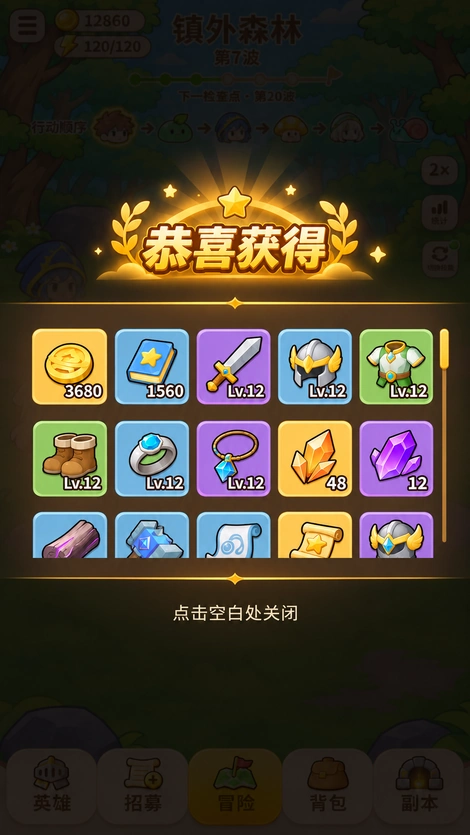 12860
120/120
镇外森林
第7波
下一检查点·第20波
行动顺序
2×
统计
恭喜获得
3680
1560
Lv.12
Lv.12
Lv.12
Lv.12
Lv.12
Lv.12
48
12
点击空白处关闭
英雄
招募
冒险
背包
副本